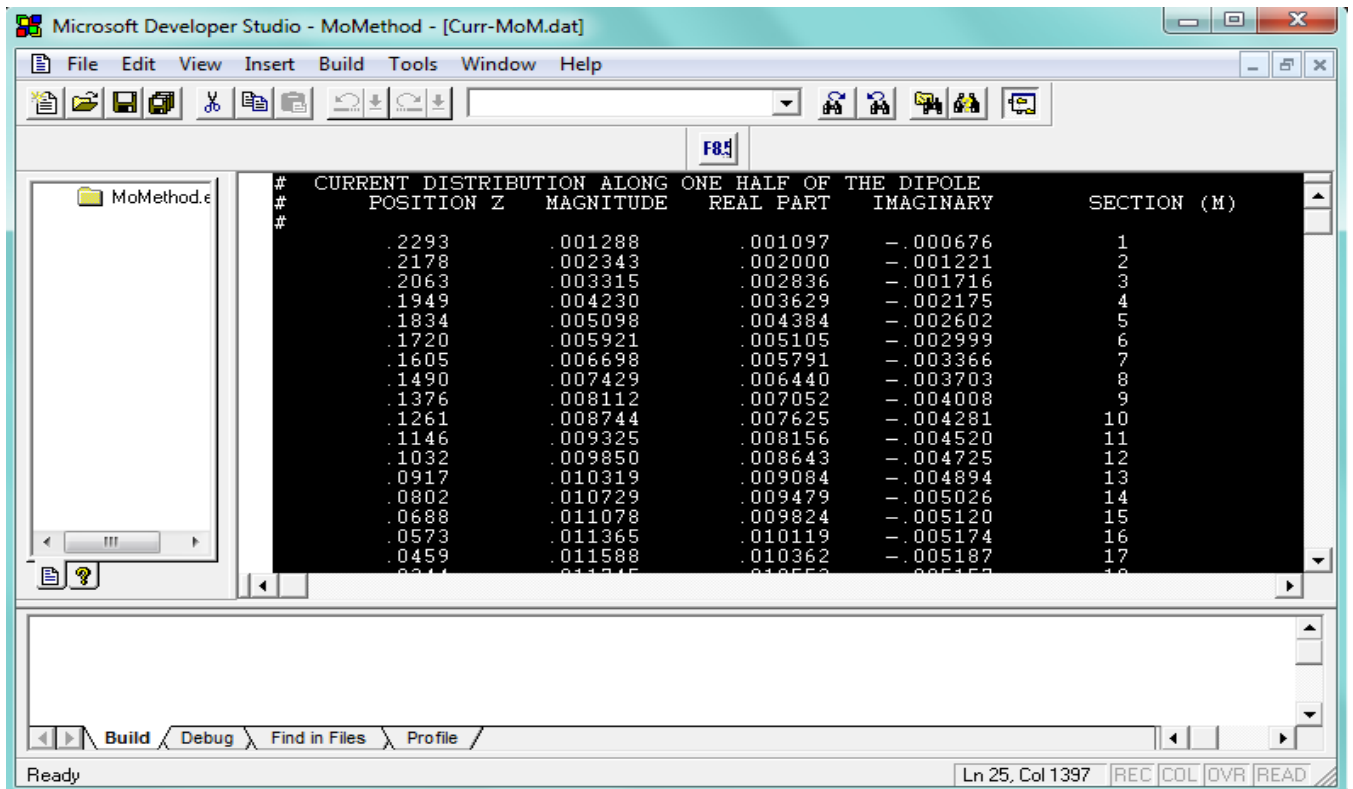 Microsoft Developer Studio - MoMethod - [Curr-MoM.dat]
File Edit View Insert Build Tools Window Help
F8.5
MoMethod.e
# CURRENT DISTRIBUTION ALONG ONE HALF OF THE DIPOLE
# POSITION Z MAGNITUDE REAL PART IMAGINARY SECTION (M)
#
.2293 .001288 .001097 -.000676 1
.2178 .002343 .002000 -.001221 2
.2063 .003315 .002836 -.001716 3
.1949 .004230 .003629 -.002175 4
.1834 .005098 .004384 -.002602 5
.1720 .005921 .005105 -.002999 6
.1605 .006698 .005791 -.003366 7
.1490 .007429 .006440 -.003703 8
.1376 .008112 .007052 -.004008 9
.1261 .008744 .007625 -.004281 10
.1146 .009325 .008156 -.004520 11
.1032 .009850 .008643 -.004725 12
.0917 .010319 .009084 -.004894 13
.0802 .010729 .009479 -.005026 14
.0688 .011078 .009824 -.005120 15
.0573 .011365 .010119 -.005174 16
.0459 .011588 .010362 -.005187 17
Build Debug Find in Files Profile
Ready Ln 25, Col 1397 REC COL OVR READ